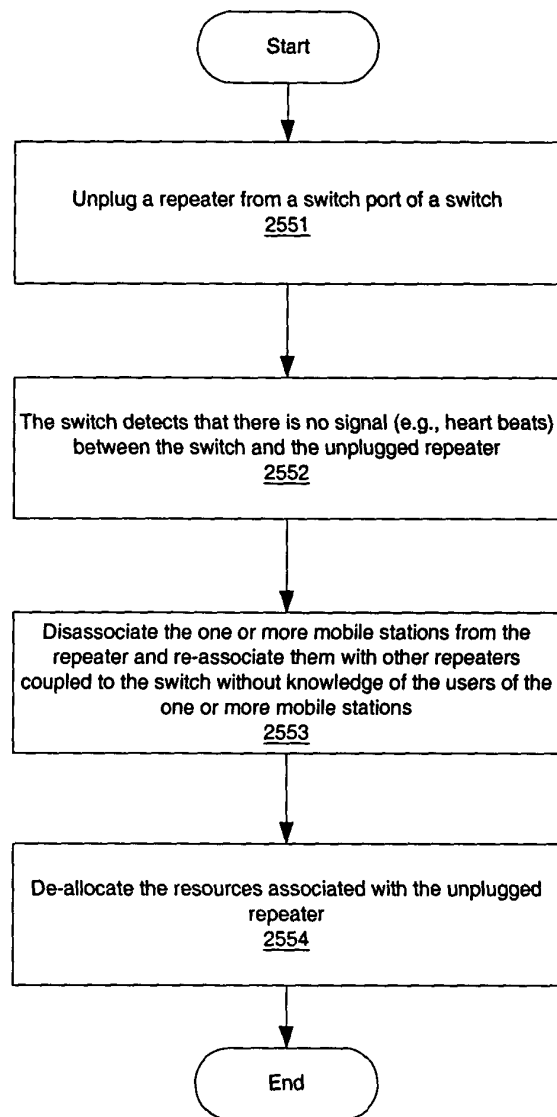 Start
Unplug a repeater from a switch port of a switch
2551
The switch detects that there is no signal (e.g., heart beats)
between the switch and the unplugged repeater
2552
Disassociate the one or more mobile stations from the
repeater and re-associate them with other repeaters
coupled to the switch without knowledge of the users of the
one or more mobile stations
2553
De-allocate the resources associated with the unplugged
repeater
2554
End